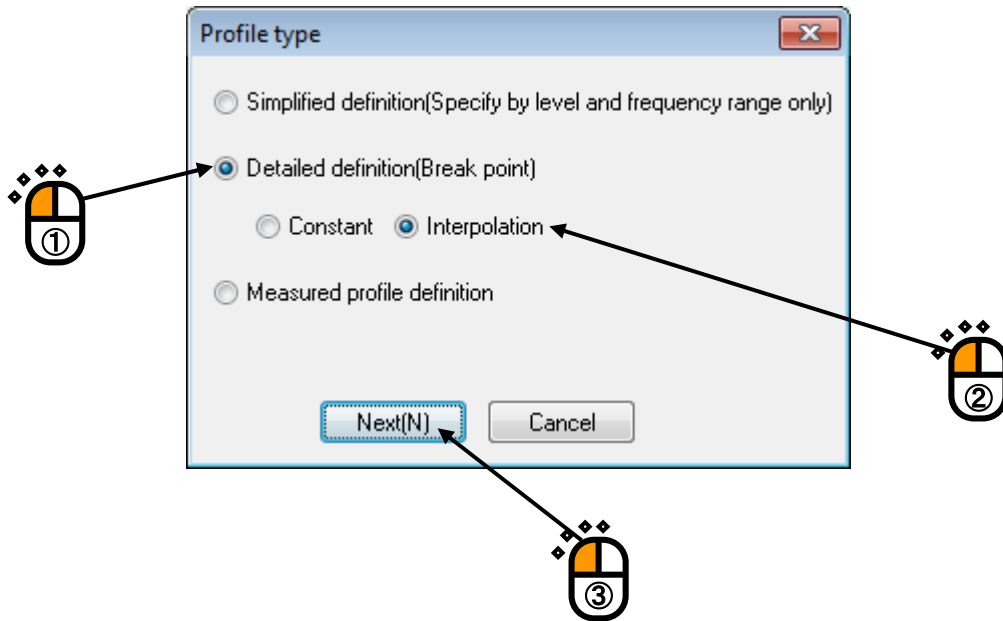 Profile type
Simplified definition(Specify by level and frequency range only)
Detailed definition(Break point)
①
Constant
Interpolation
Measured profile definition
②
Next(N)
Cancel
③